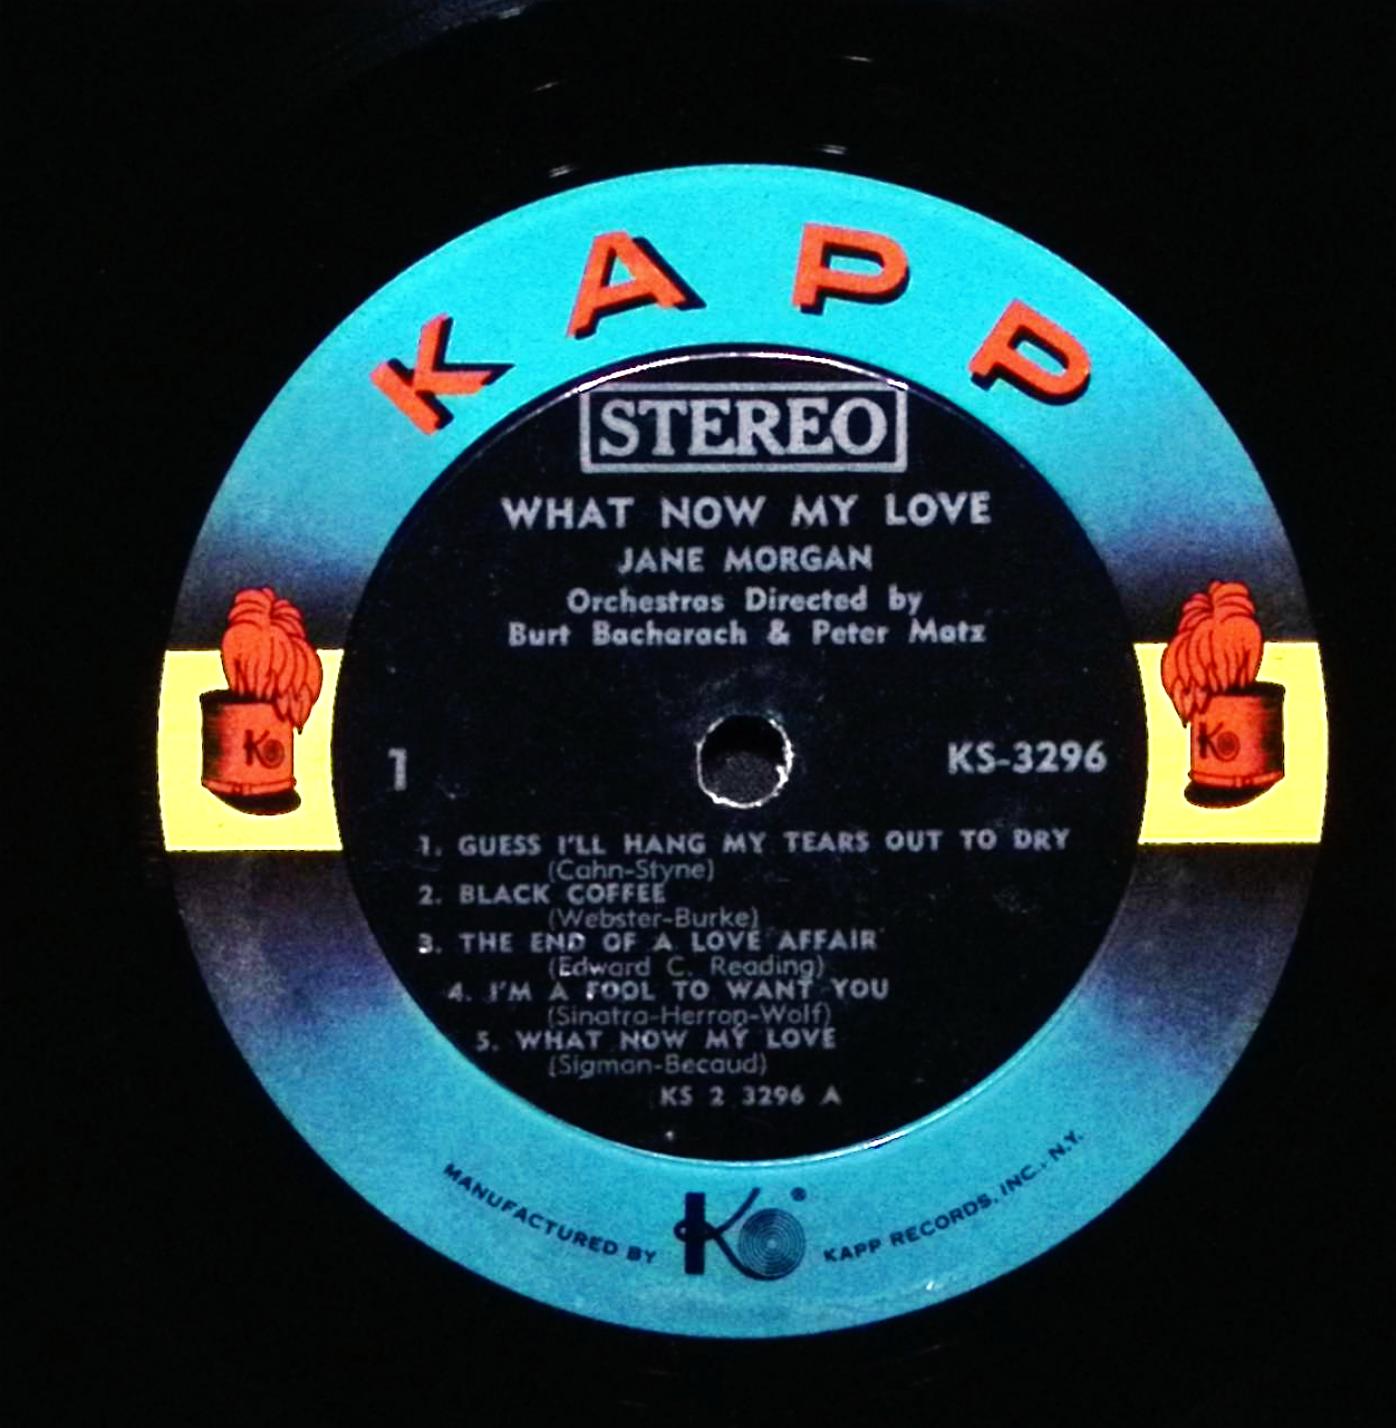 KAPP
STEREO
WHAT NOW MY LOVE
JANE MORGAN
Orchestras Directed by
Burt Bacharach & Peter Matz
1
KS-3296
1. GUESS I'LL HANG MY TEARS OUT TO DRY
(Cahn-Styne)
2. BLACK COFFEE
(Webster-Burke)
3. THE END OF A LOVE AFFAIR
(Edward C. Reading)
4. I'M A FOOL TO WANT YOU
(Sinatra-Herron-Wolf)
5. WHAT NOW MY LOVE
(Sigman-Becaud)
KS 2 3296 A
MANUFACTURED BY K ® KAPP RECORDS, INC., N.Y.
K
K